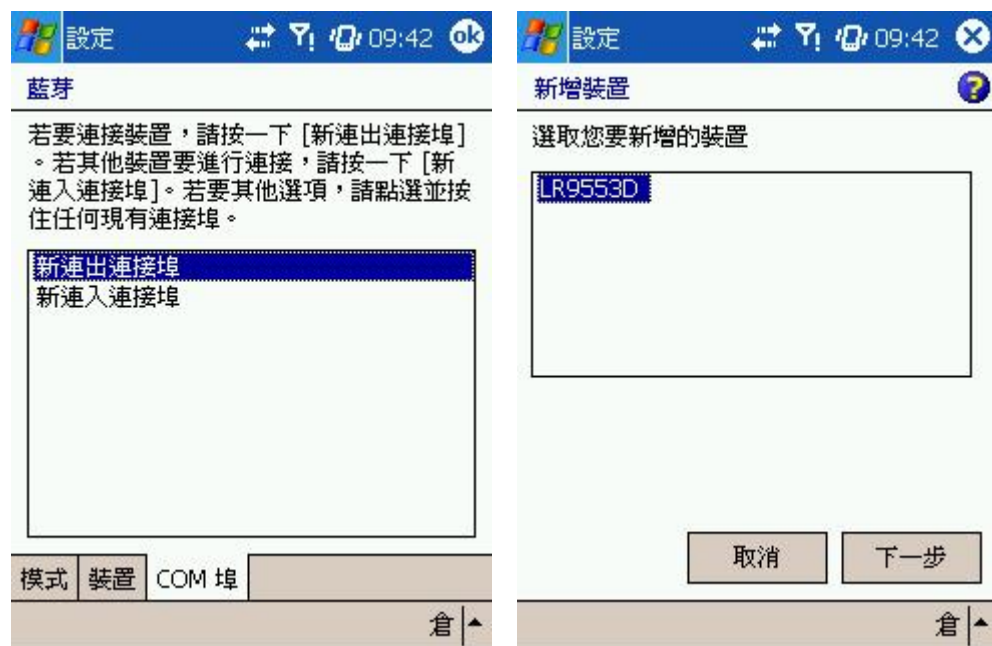 設定
09:42
ok
藍芽
若要連接裝置，請按一下 [新連出連接埠]
。若其他裝置要進行連接，請按一下 [新
連入連接埠]。若要其他選項，請點選並按
住任何現有連接埠。
新連出連接埠
新連入連接埠
模式
裝置
COM 埠
倉
設定
09:42
新增裝置
?
選取您要新增的裝置
LR9553D
取消
下一步
倉